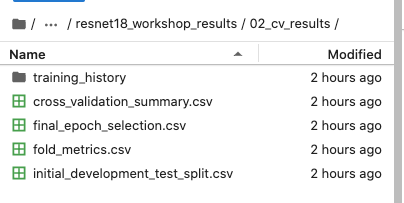 / ··· / resnet18_workshop_results / 02_cv_results /
Name Modified
training_history 2 hours ago
cross_validation_summary.csv 2 hours ago
final_epoch_selection.csv 2 hours ago
fold_metrics.csv 2 hours ago
initial_development_test_split.csv 2 hours ago